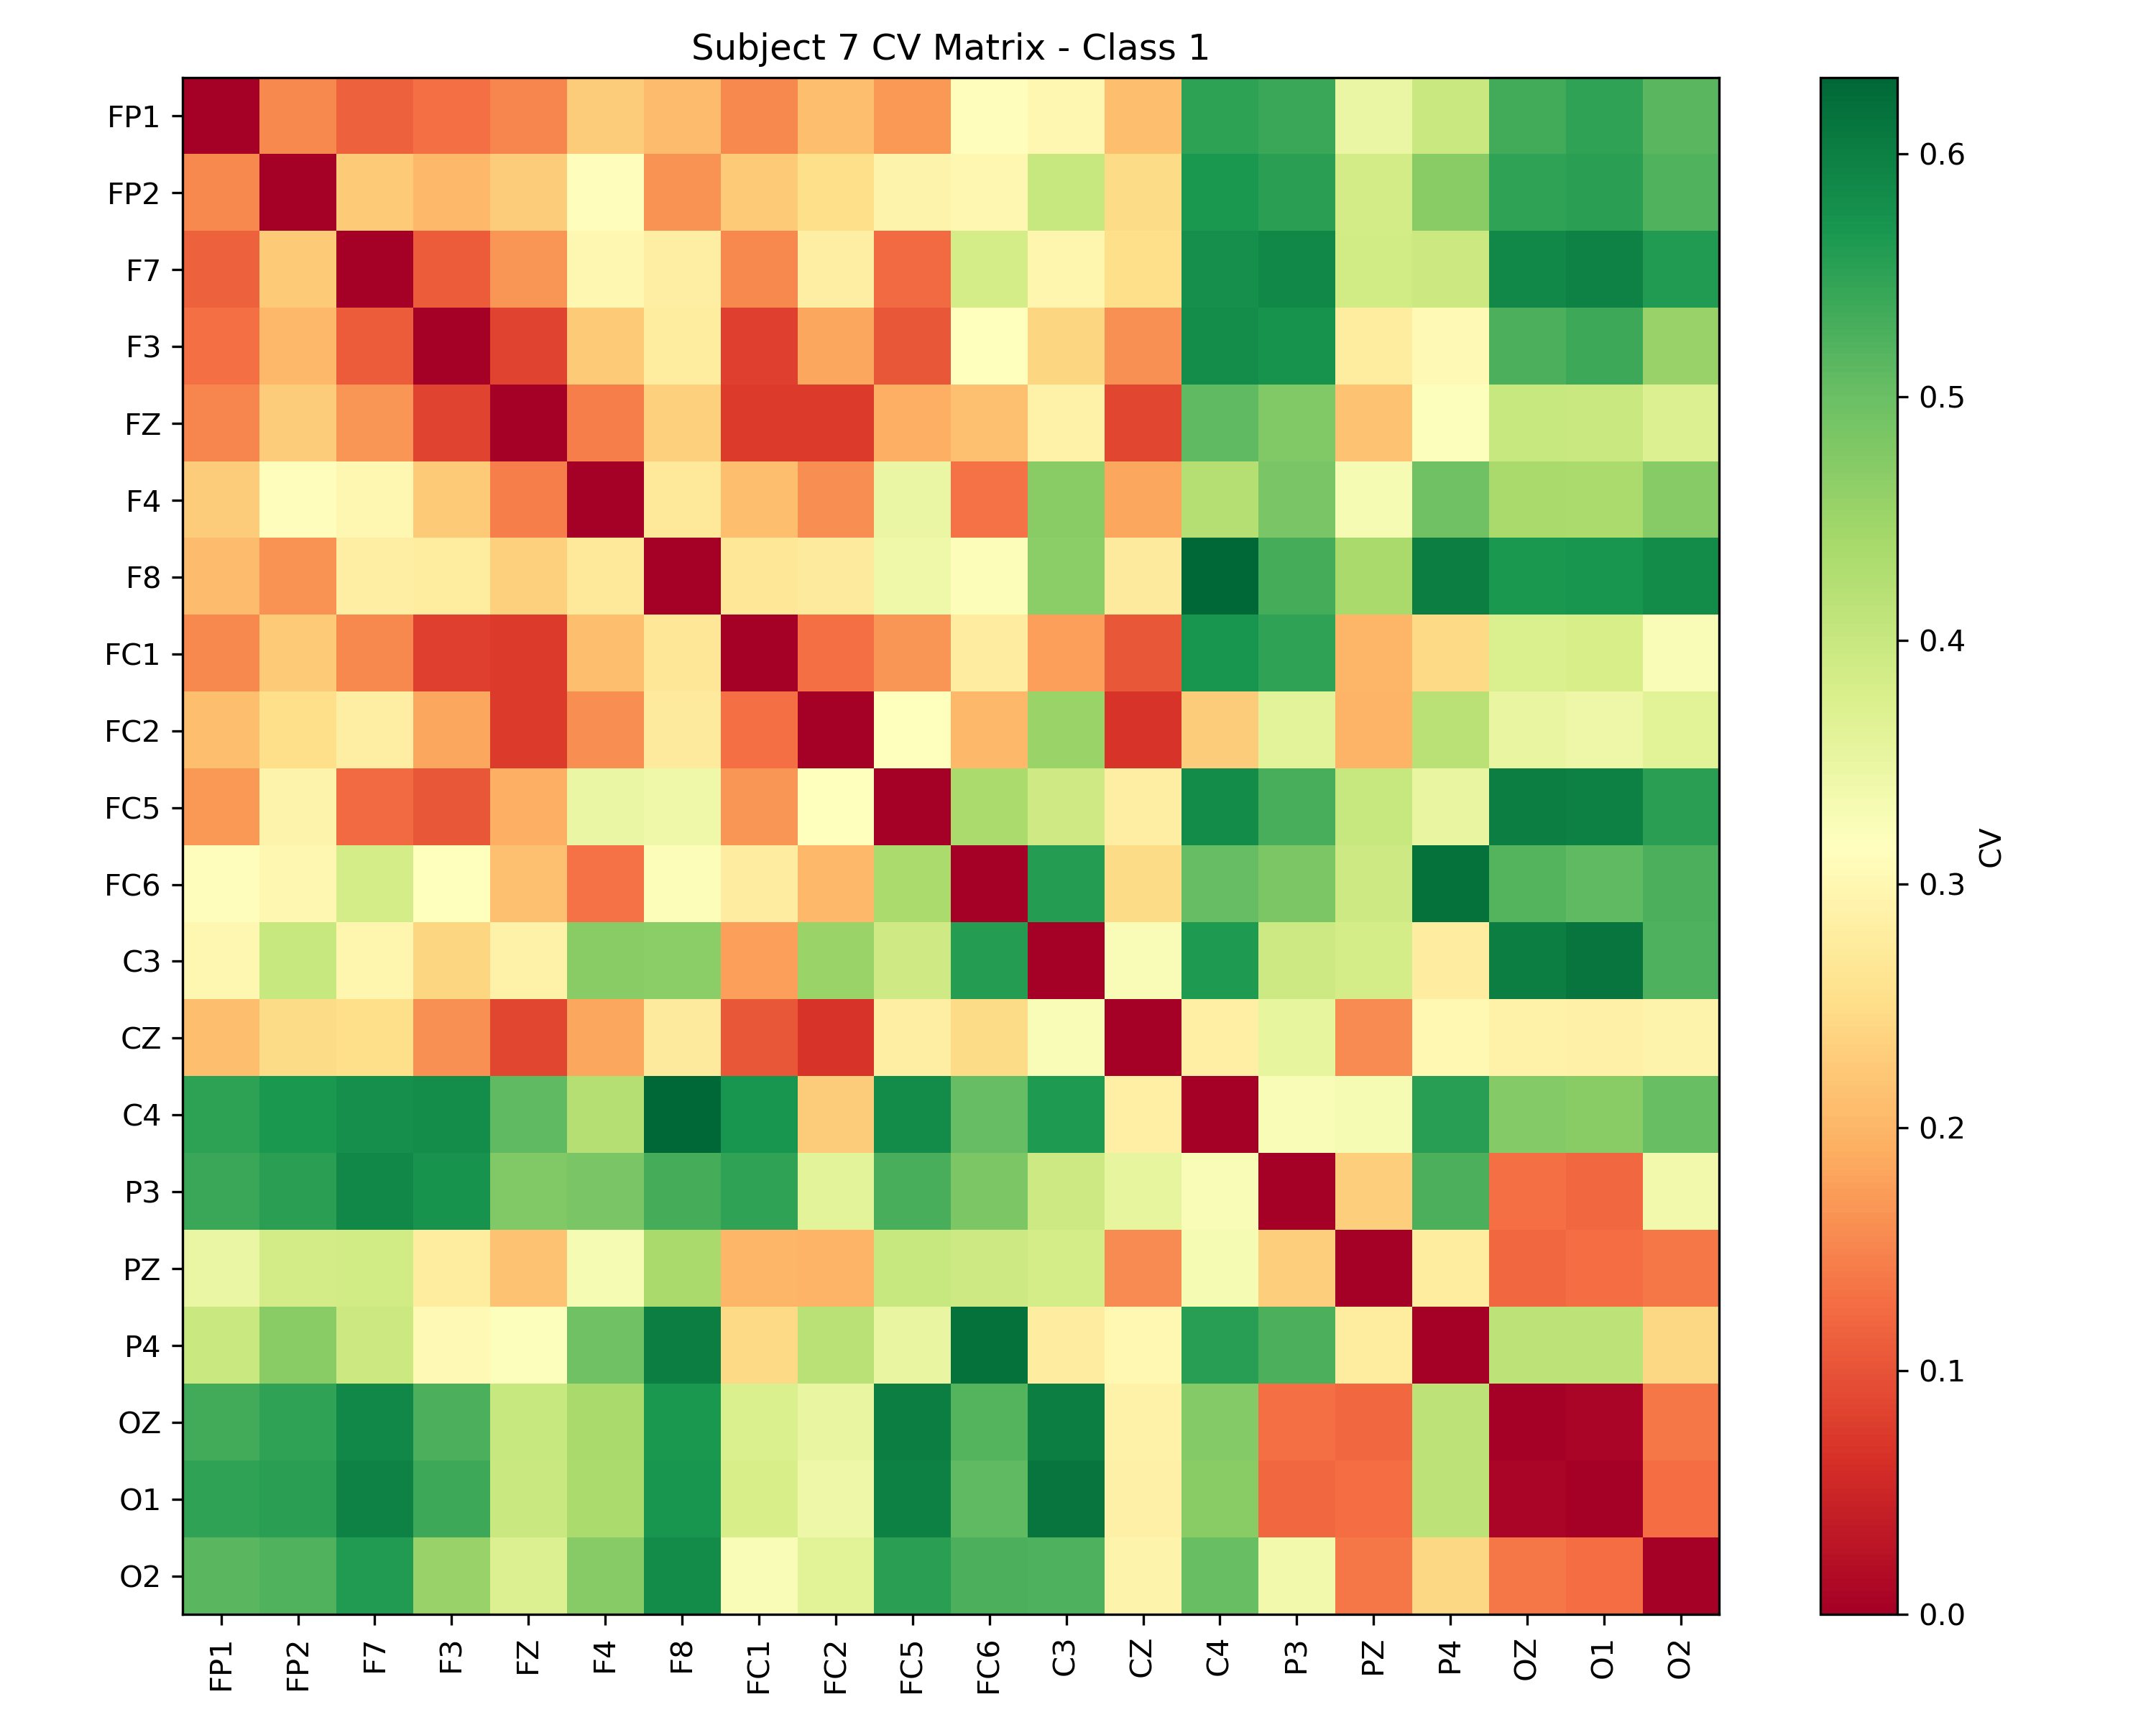 Subject 7 CV Matrix - Class 1
FP1
FP2
F7
F3
FZ
F4
F8
FC1
FC2
FC5
FC6
C3
CZ
C4
P3
PZ
P4
OZ
O1
O2
FP1 FP2 F7 F3 FZ F4 F8 FC1 FC2 FC5 FC6 C3 CZ C4 P3 PZ P4 OZ O1 O2
0.6
0.5
0.4
0.3
0.2
0.1
0.0
CV